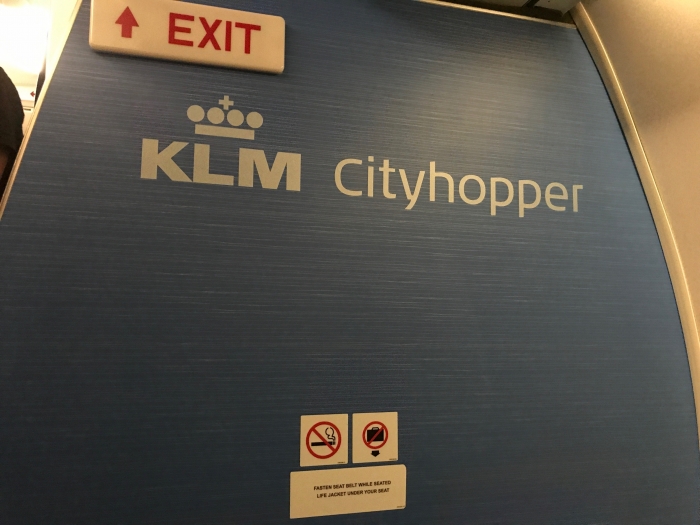 EXIT
KLM Cityhopper
FASTEN SEAT BELT WHILE SEATED
LIFE JACKET UNDER YOUR SEAT